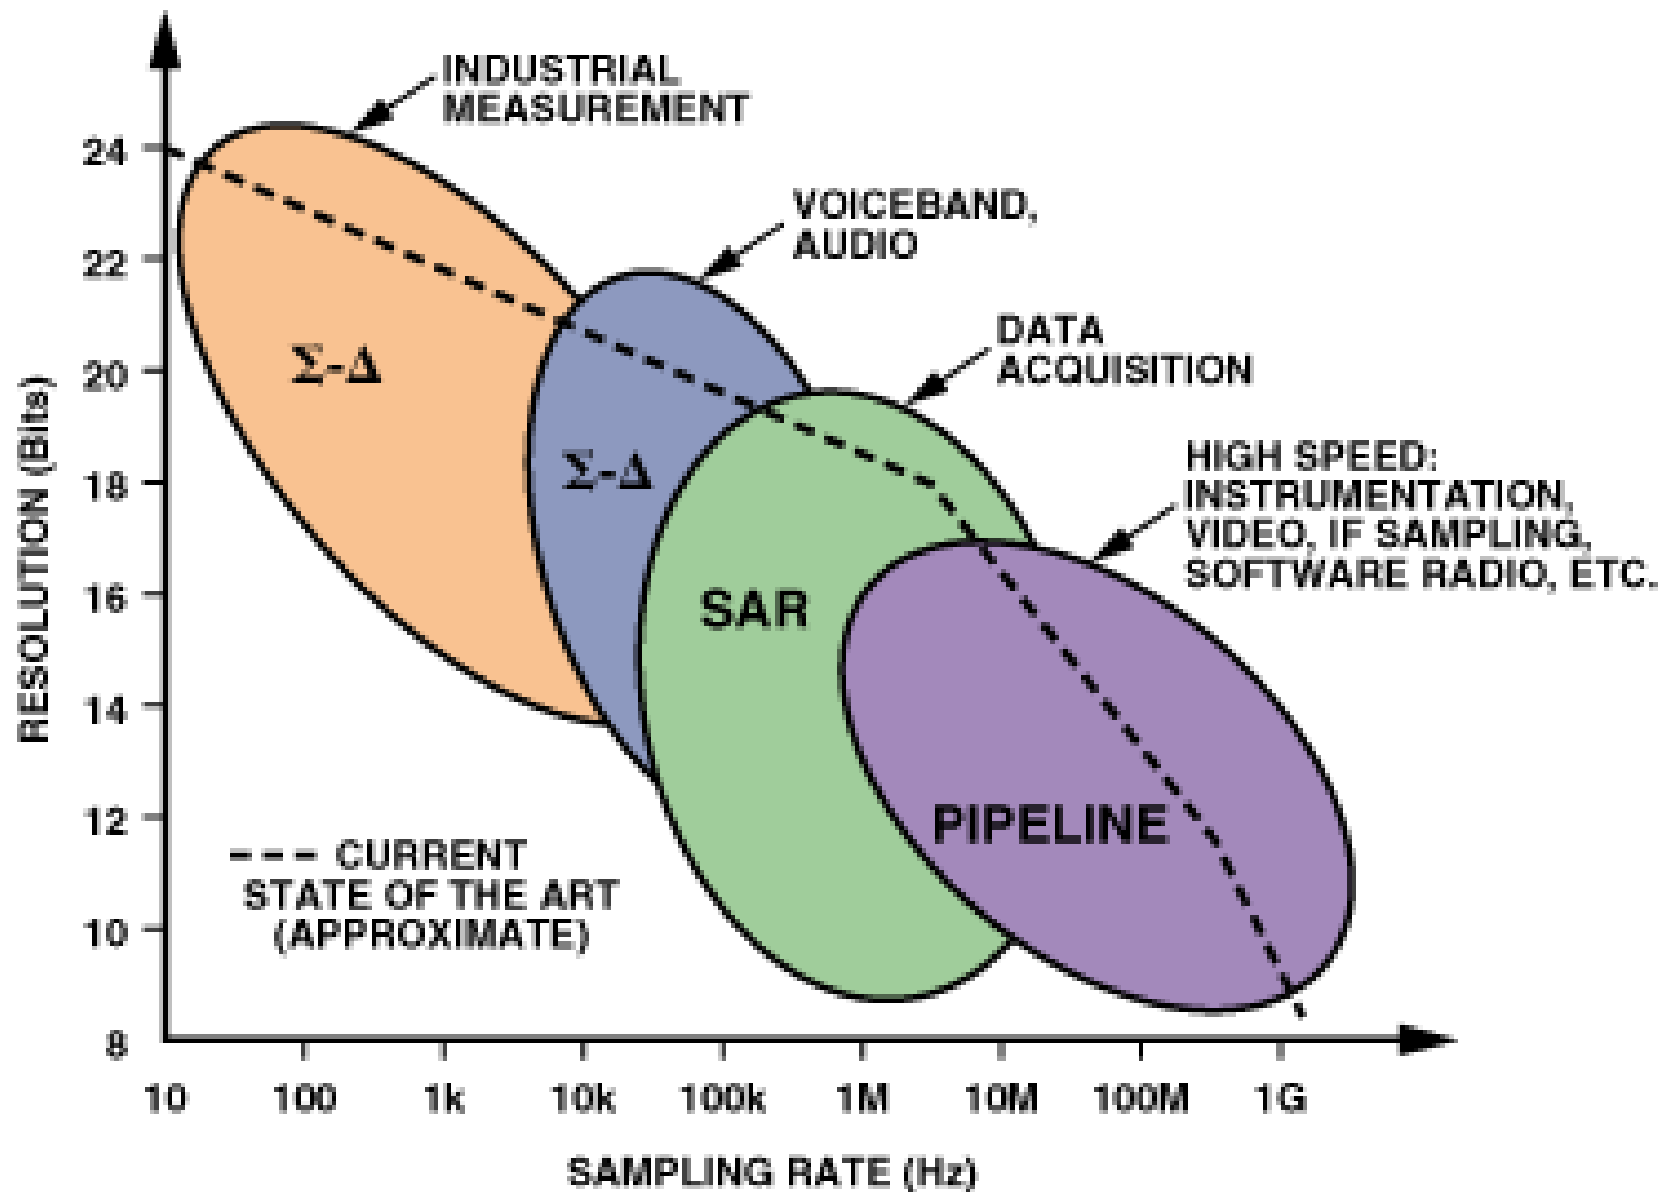 INDUSTRIAL
MEASUREMENT
VOICEBAND,
AUDIO
DATA
ACQUISITION
HIGH SPEED:
INSTRUMENTATION,
VIDEO, IF SAMPLING,
SOFTWARE RADIO, ETC.
RESOLUTION (Bits)
24
22
20
18
16
14
12
10
8
Σ-Δ
Σ-Δ
SAR
PIPELINE
CURRENT
STATE OF THE ART
(APPROXIMATE)
10 100 1k 10k 100k 1M 10M 100M 1G
SAMPLING RATE (Hz)